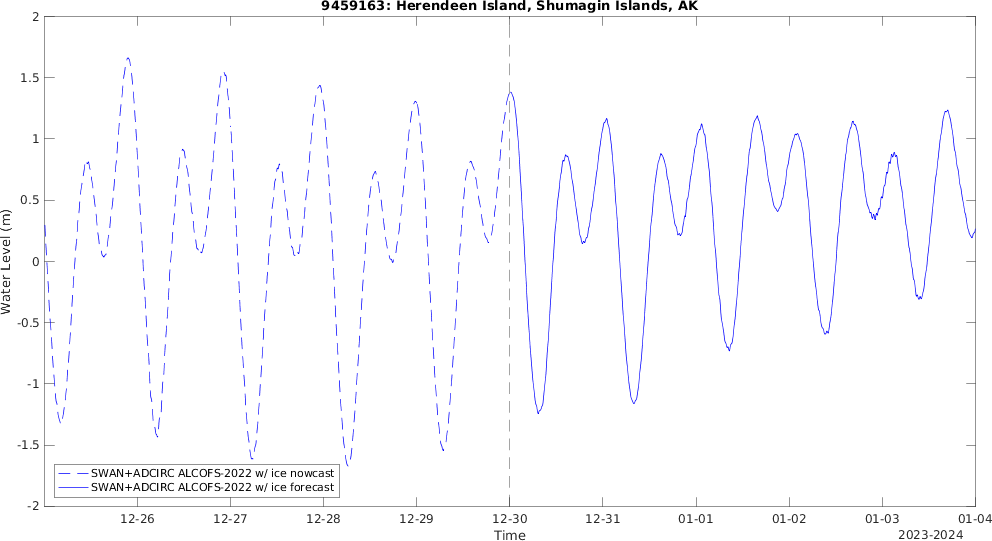 9459163: Herendeen Island, Shumagin Islands, AK
2
1.5
1
0.5
0
-0.5
-1
-1.5
-2
Water Level (m)
SWAN+ADCIRC ALCOFS-2022 w/ ice nowcast
SWAN+ADCIRC ALCOFS-2022 w/ ice forecast
12-26 12-27 12-28 12-29 12-30 12-31 01-01 01-02 01-03 01-04
Time
2023-2024